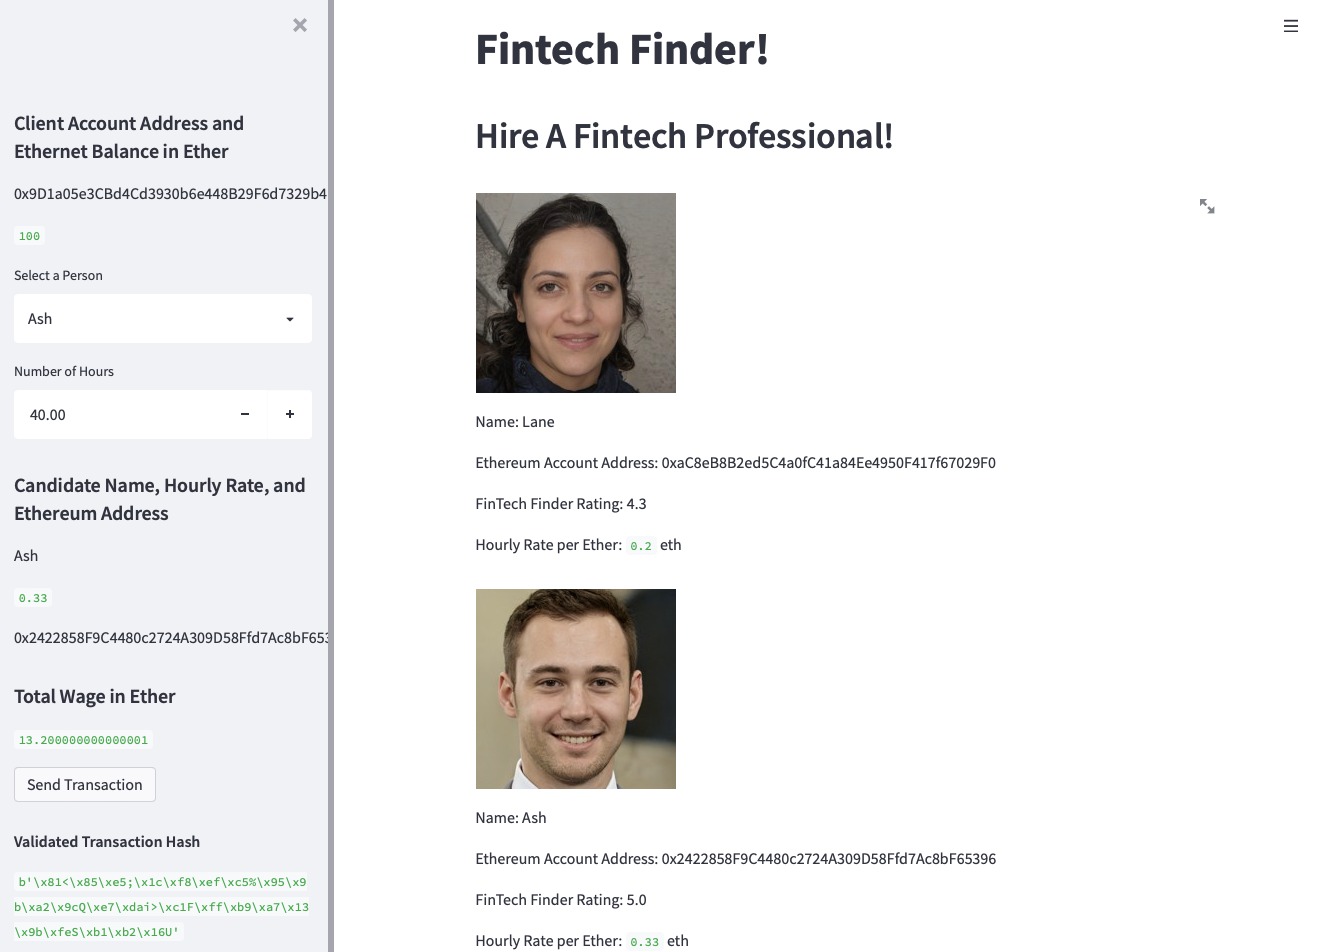 Client Account Address and
Ethernet Balance in Ether
0x9D1a05e3CBd4Cd3930b6e448B29F6d7329b4
100
Select a Person
Ash
Number of Hours
40.00
Candidate Name, Hourly Rate, and
Ethereum Address
Ash
0.33
0x2422858F9C4480c2724A309D58Ffd7Ac8bF653
Total Wage in Ether
13.200000000000001
Send Transaction
Validated Transaction Hash
b'\x81<\x85\xe5;\x1c\xf8\xef\xc5%\x95\x9
b\xa2\x9cQ\xe7\xdai>\xc1F\xff\xb9\xa7\x13
\x9b\xfeS\xb1\xb2\x16U'
Fintech Finder!
Hire A Fintech Professional!
Name: Lane
Ethereum Account Address: 0xaC8eB8B2ed5C4a0fC41a84Ee4950F417f67029F0
FinTech Finder Rating: 4.3
Hourly Rate per Ether: 0.2 eth
Name: Ash
Ethereum Account Address: 0x2422858F9C4480c2724A309D58Ffd7Ac8bF65396
FinTech Finder Rating: 5.0
Hourly Rate per Ether: 0.33 eth